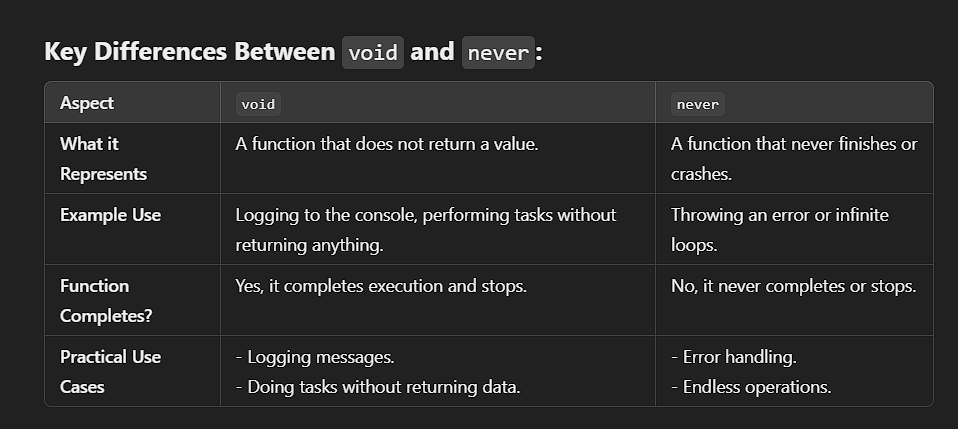 Key Differences Between void and never:
Aspect void never
What it Represents
A function that does not return a value.
A function that never finishes or
crashes.
Example Use
Logging to the console, performing tasks without
returning anything.
Throwing an error or infinite
loops.
Function
Completes?
Yes, it completes execution and stops.
No, it never completes or stops.
Practical Use
Cases
- Logging messages.
- Doing tasks without returning data.
- Error handling.
- Endless operations.